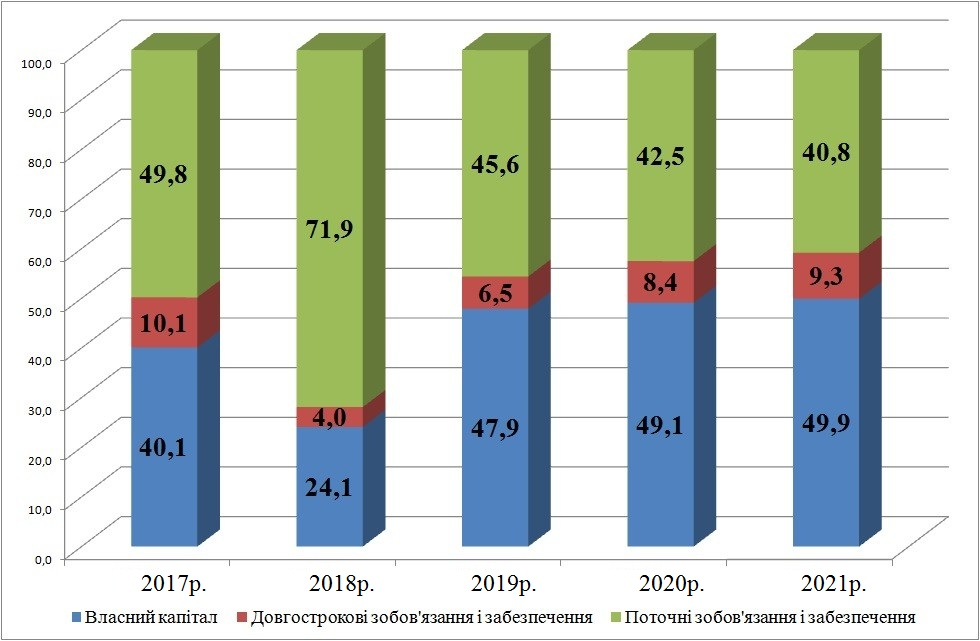 100,0
90,0
80,0
70,0
60,0
50,0
40,0
30,0
20,0
10,0
0,0
49,8 71,9 45,6 42,5 40,8
10,1 4,0 6,5 8,4 9,3
40,1 24,1 47,9 49,1 49,9
2017р. 2018р. 2019р. 2020р. 2021р.
Власний капітал Довгострокові зобов'язання і забезпечення Поточні зобов'язання і забезпечення